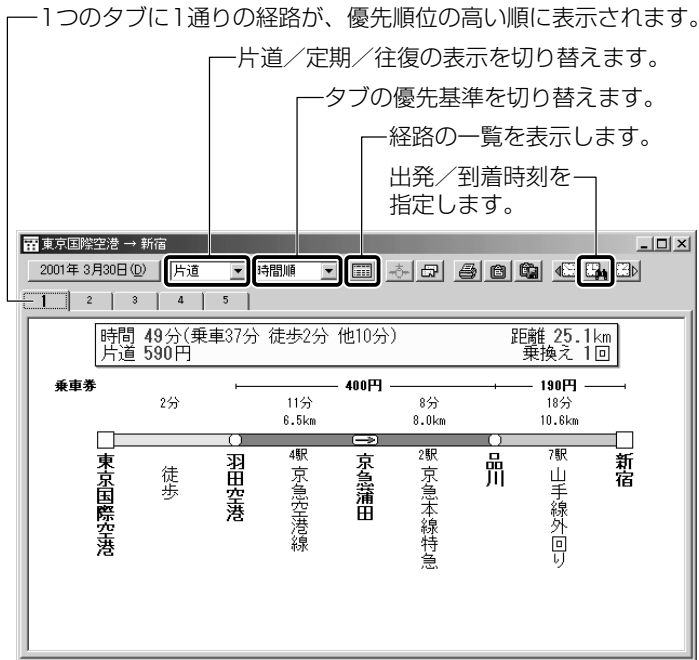 1つのタブに1通りの経路が、優先順位の高い順に表示されます。
片道／定期／往復の表示を切り替えます。
タブの優先基準を切り替えます。
経路の一覧を表示します。
出発／到着時刻を
指定します。
東京国際空港 → 新宿
2001年 3月30日(D) 片道 時間順
1 2 3 4 5
時間 49分(乗車37分 徒歩2分 他10分) 距離 25.1km
片道 590円 乗換え 1回
乗車券 400円 190円
2分 11分 8分 18分
6.5km 8.0km 10.6km
4駅 2駅 7駅
東京国際空港
徒歩
羽田空港
京急空港線
京急蒲田
京急本線特急
品川
山手線外回り
新宿